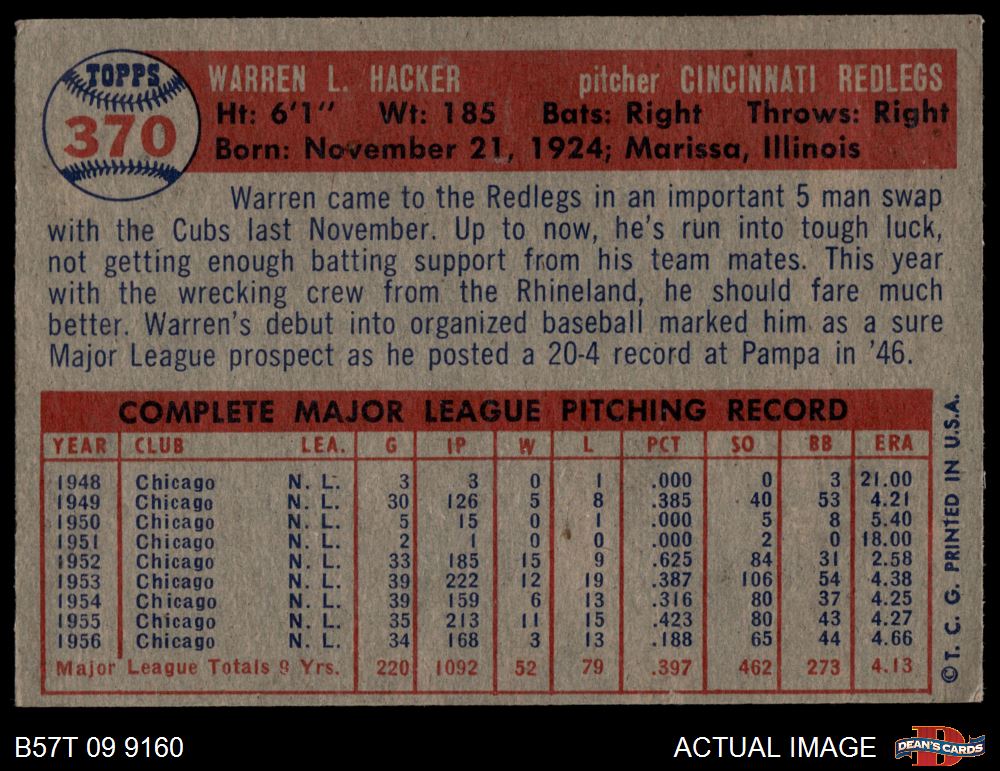 TOPPS
370
WARREN L. HACKER pitcher CINCINNATI REDLEGS
Ht: 6'1" Wt: 185 Bats: Right Throws: Right
Born: November 21, 1924; Marissa, Illinois
Warren came to the Redlegs in an important 5 man swap
with the Cubs last November. Up to now, he's run into tough luck,
not getting enough batting support from his team mates. This year
with the wrecking crew from the Rhineland, he should fare much
better. Warren's debut into organized baseball marked him as a sure
Major League prospect as he posted a 20-4 record at Pampa in '46.
COMPLETE MAJOR LEAGUE PITCHING RECORD
YEAR CLUB LEA. G IP W L PCT SO BB ERA
1948 Chicago N. L. 3 3 0 1 .000 0 3 21.00
1949 Chicago N. L. 30 126 5 8 .385 40 53 4.21
1950 Chicago N. L. 5 15 0 1 .000 5 8 5.40
1951 Chicago N. L. 2 1 0 0 .000 2 0 18.00
1952 Chicago N. L. 33 185 15 9 .625 84 31 2.58
1953 Chicago N. L. 39 222 12 19 .387 106 54 4.38
1954 Chicago N. L. 39 159 6 13 .316 80 37 4.25
1955 Chicago N. L. 35 213 11 15 .423 80 43 4.27
1956 Chicago N. L. 34 168 3 13 .188 65 44 4.66
Major League Totals 9 Yrs. 220 1092 52 79 .397 462 273 4.13
©T. C. G. PRINTED IN U.S.A.
B57T 09 9160 ACTUAL IMAGE
DEAN'S CARDS